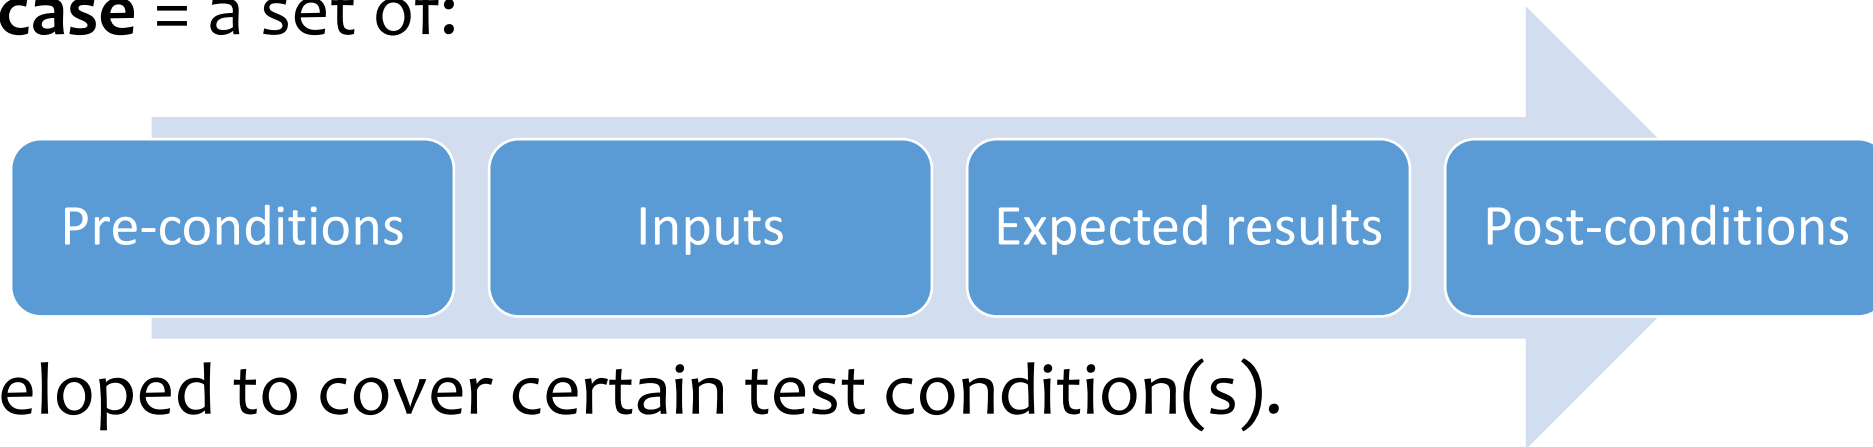 case = a set of:
Pre-conditions
Inputs
Expected results
Post-conditions
eloped to cover certain test condition(s).